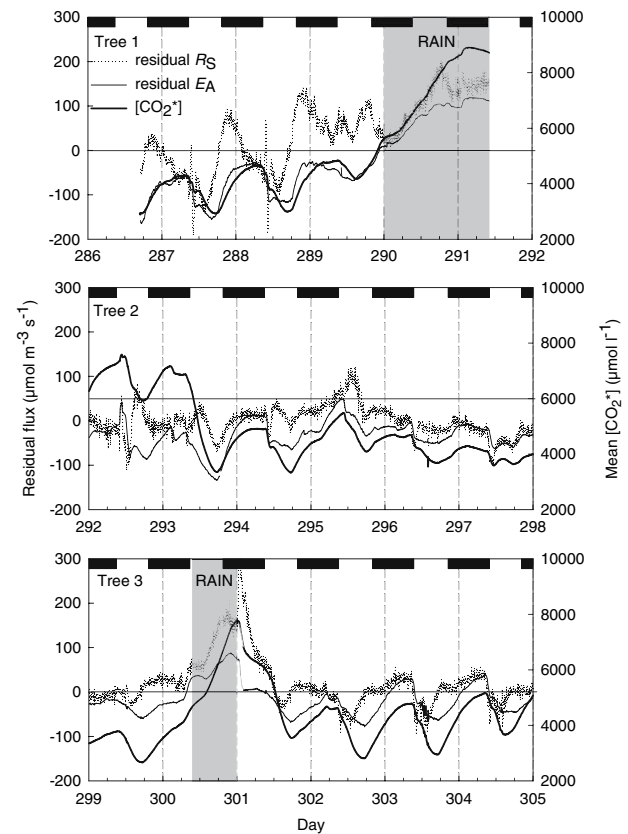 300
200
100
0
-100
-200
10000
8000
6000
4000
2000
Tree 1
RAIN
residual RS
residual EA
[CO2*]
286 287 288 289 290 291 292
Residual flux (µmol m-3 s-1)
Mean [CO2*] (µmol l-1)
300
200
100
0
-100
-200
10000
8000
6000
4000
2000
Tree 2
292 293 294 295 296 297 298
300
200
100
0
-100
-200
10000
8000
6000
4000
2000
Tree 3
RAIN
299 300 301 302 303 304 305
Day